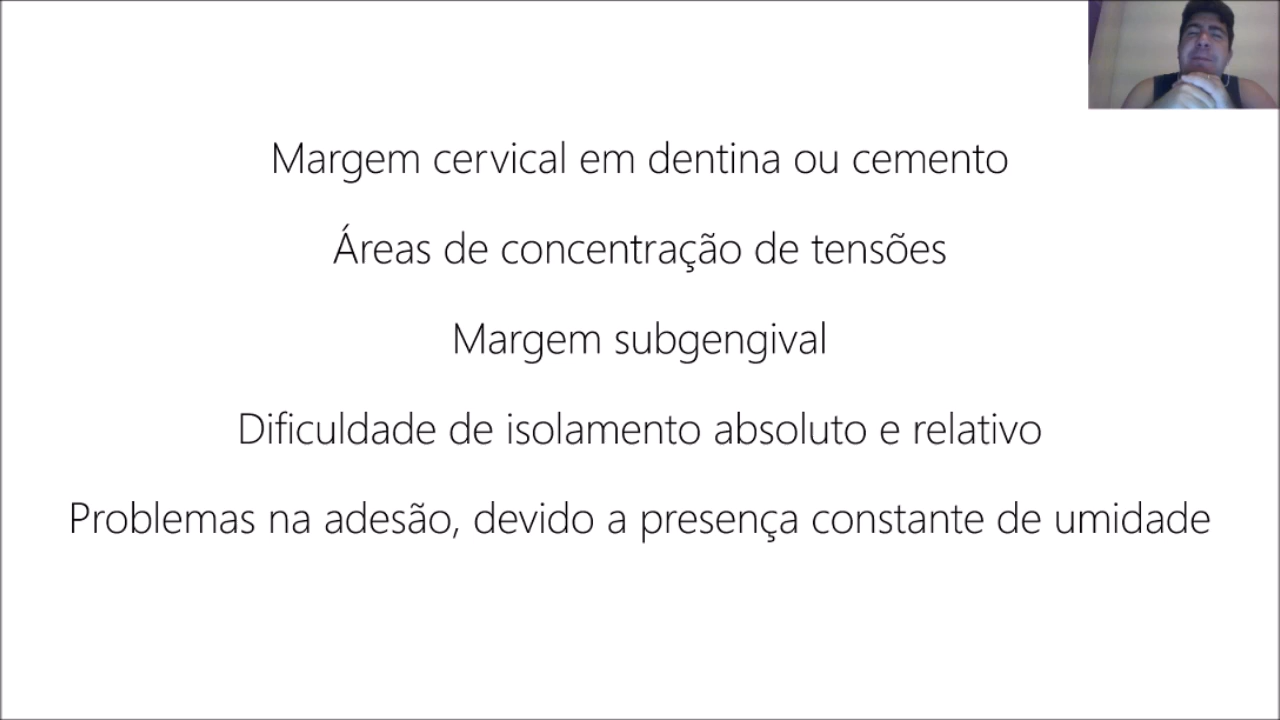 Margem cervical em dentina ou cemento
Áreas de concentração de tensões
Margem subgengival
Dificuldade de isolamento absoluto e relativo
Problemas na adesão, devido a presença constante de umidade